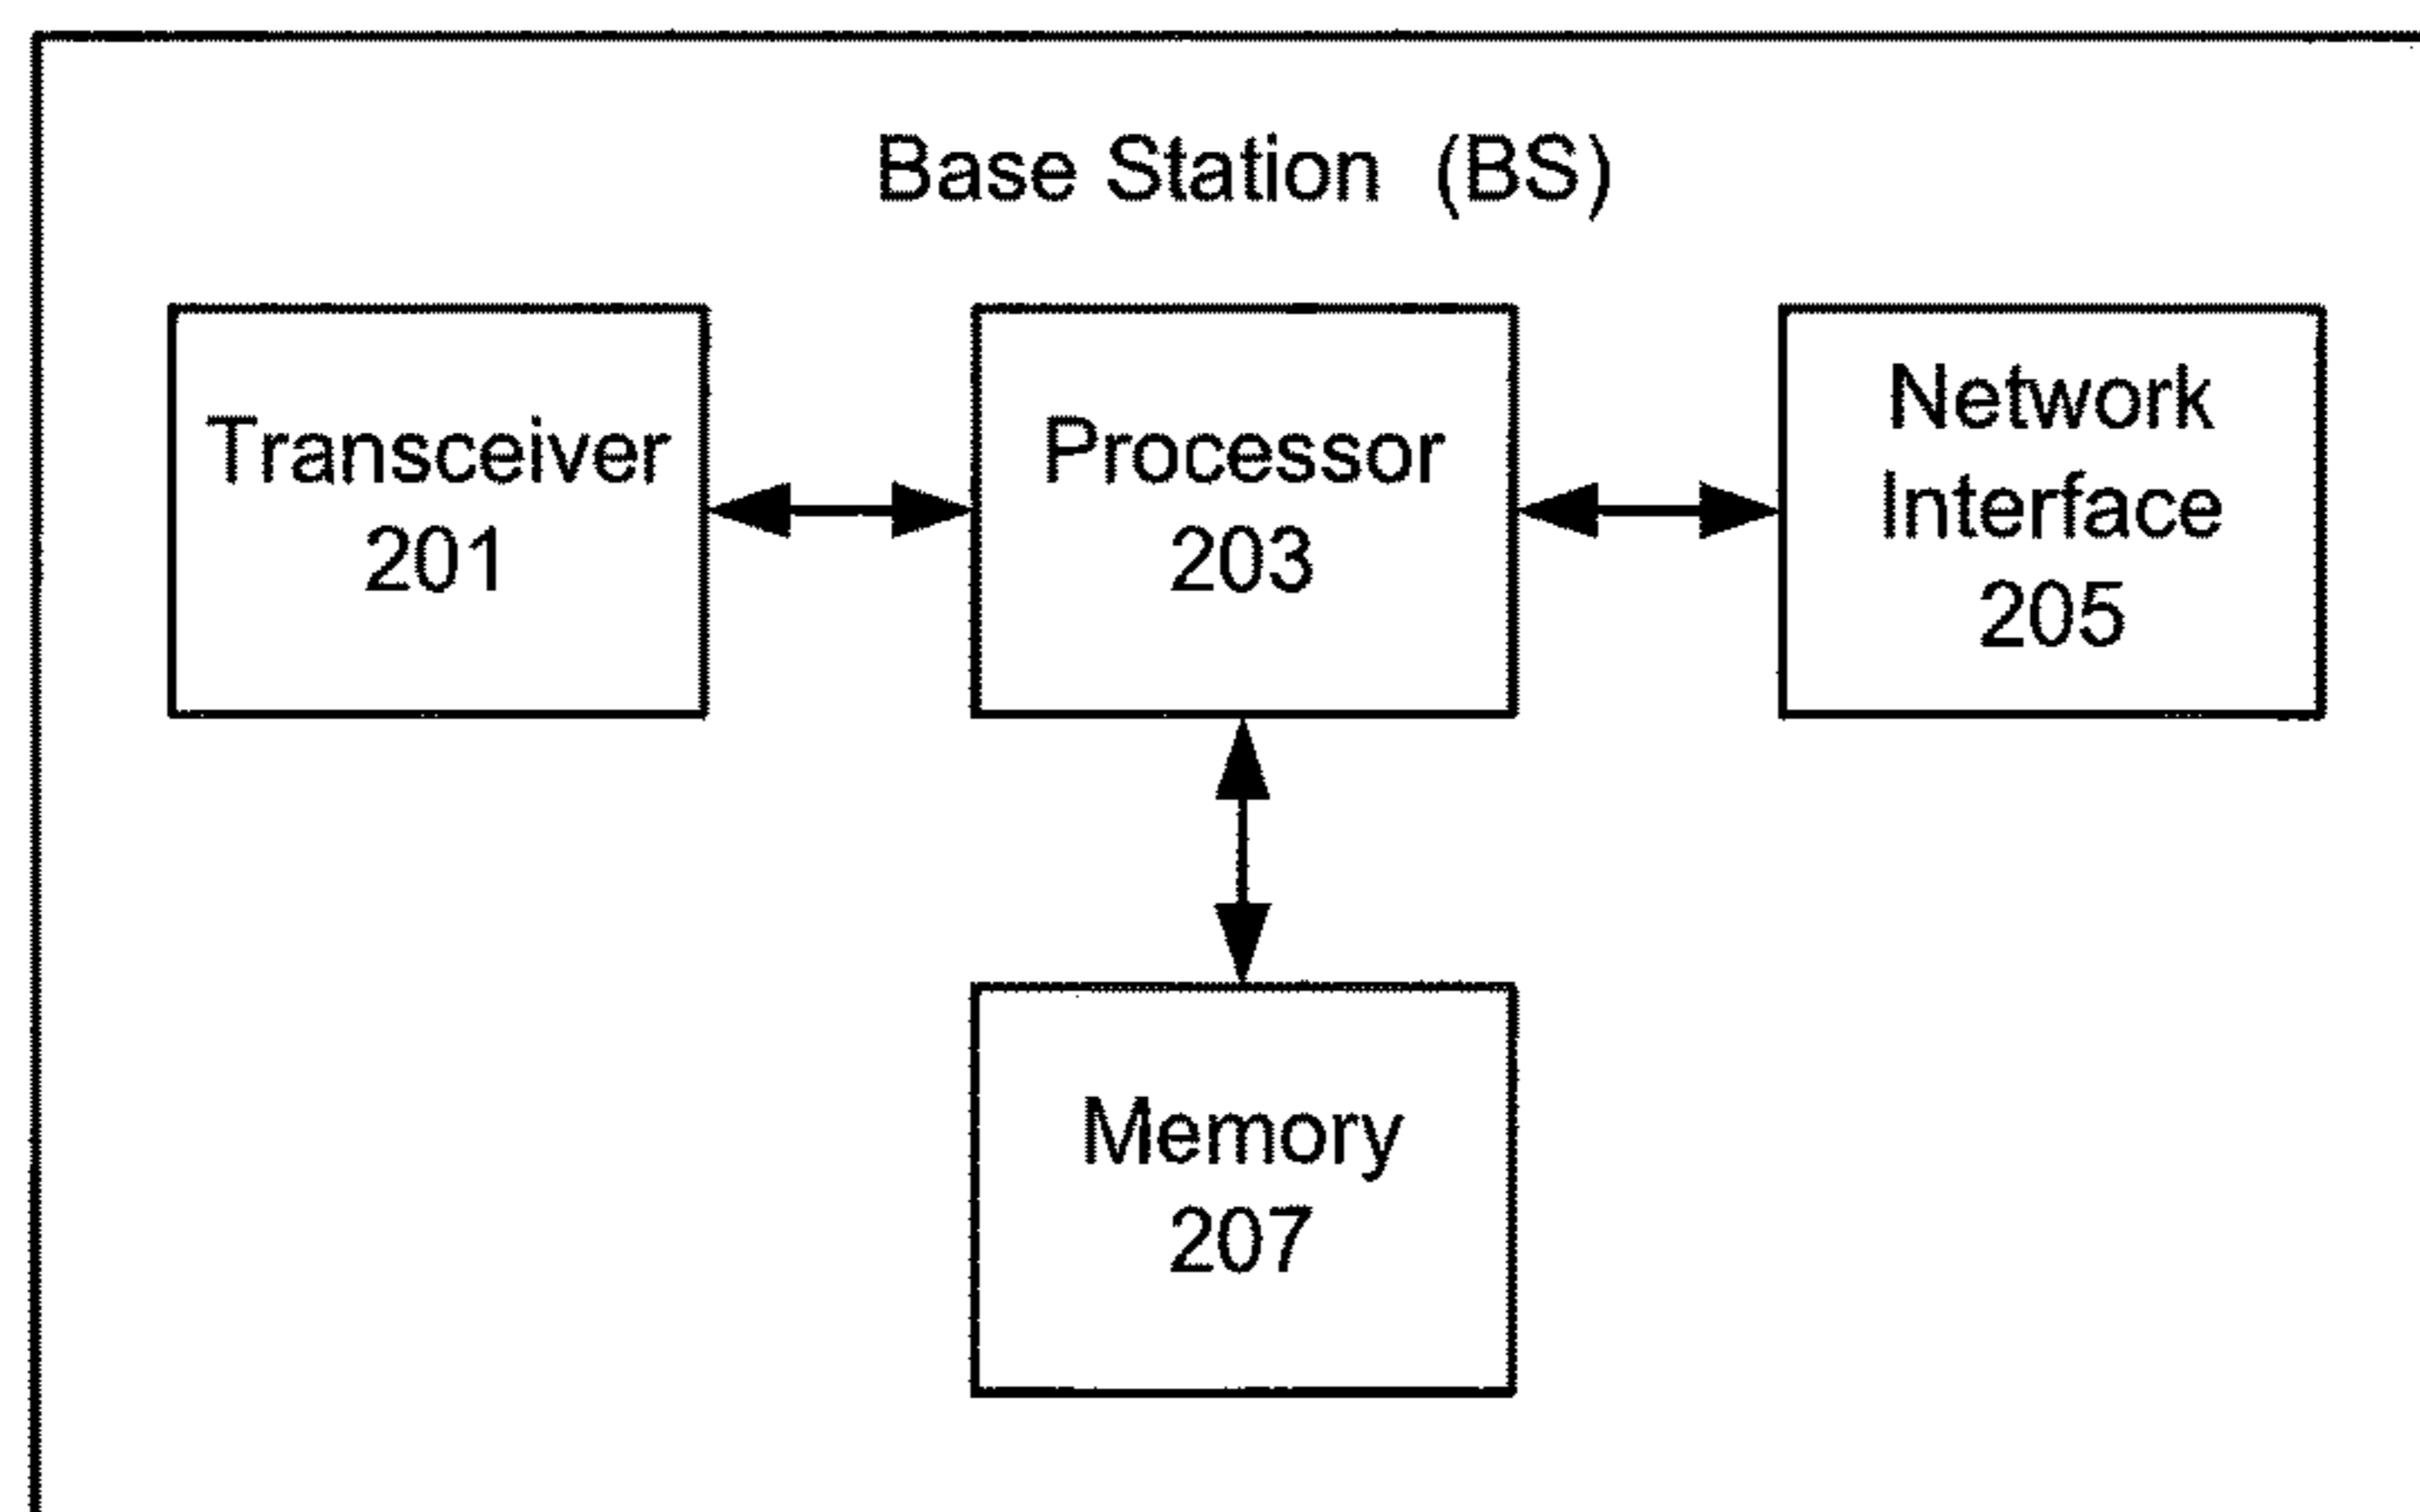 Base Station (BS)
Transceiver
201
Processor
203
Network
Interface
205
Memory
207